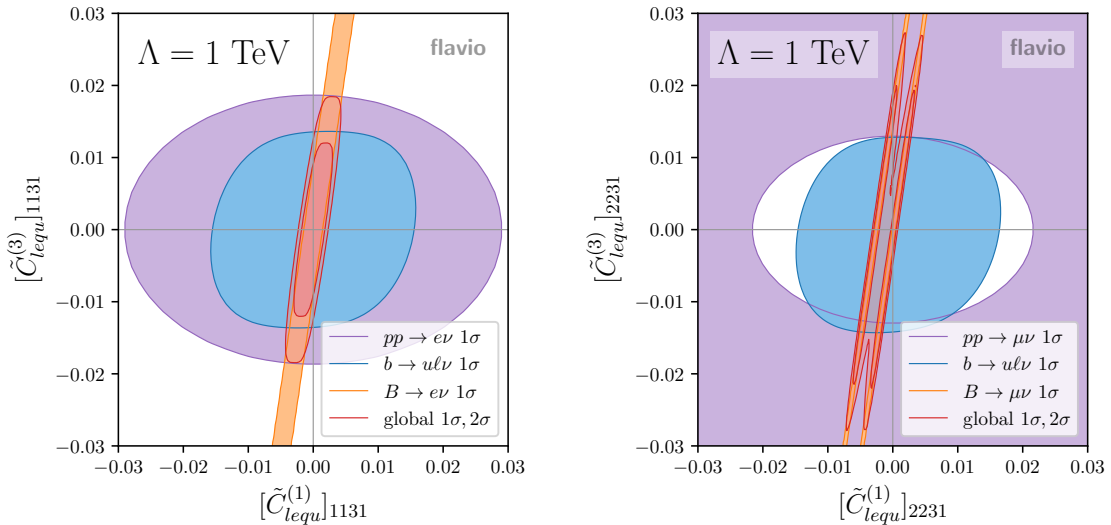 Λ = 1 TeV
flavio
0.03
0.02
0.01
0.00
−0.01
−0.02
−0.03
[C̃⁽³⁾_lequ]₁₁₃₁
pp → eν 1σ
b → uℓν 1σ
B → eν 1σ
global 1σ, 2σ
−0.03 −0.02 −0.01 0.00 0.01 0.02 0.03
[C̃⁽¹⁾_lequ]₁₁₃₁
Λ = 1 TeV
flavio
0.03
0.02
0.01
0.00
−0.01
−0.02
−0.03
[C̃⁽³⁾_lequ]₂₂₃₁
pp → μν 1σ
b → uℓν 1σ
B → μν 1σ
global 1σ, 2σ
−0.03 −0.02 −0.01 0.00 0.01 0.02 0.03
[C̃⁽¹⁾_lequ]₂₂₃₁